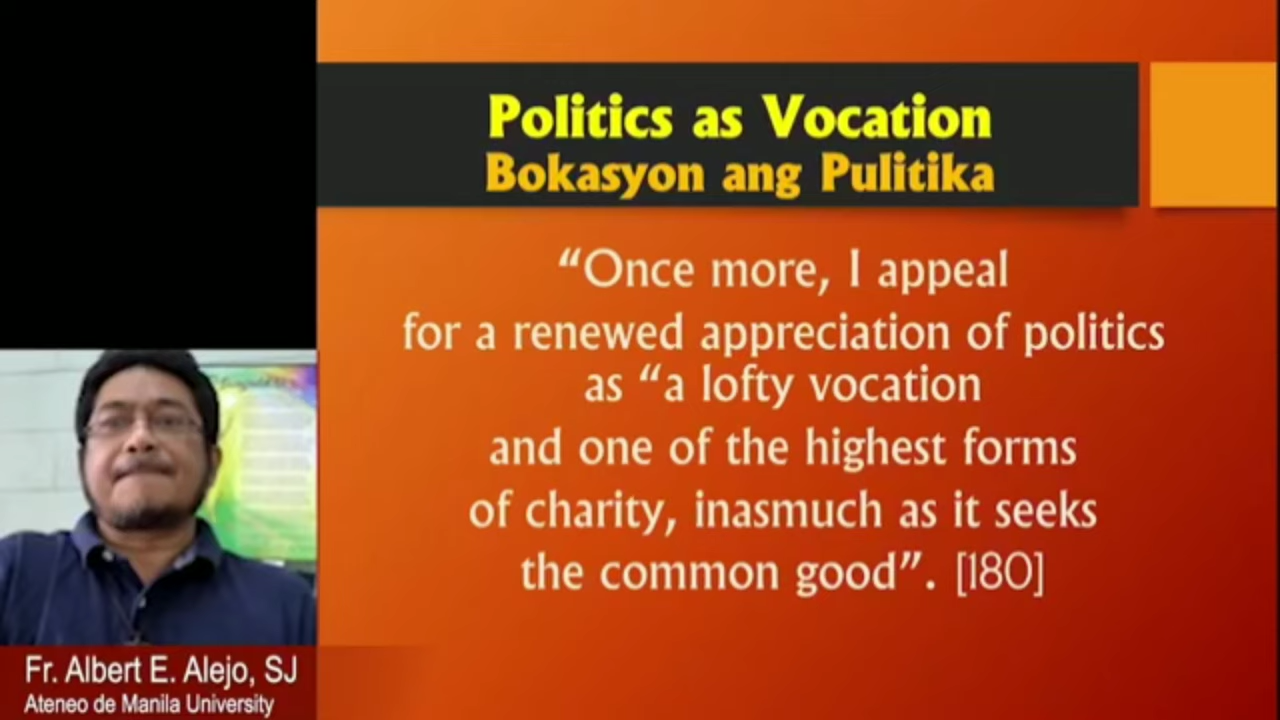 Politics as Vocation
Bokasyon ang Pulitika
“Once more, I appeal
for a renewed appreciation of politics
as “a lofty vocation
and one of the highest forms
of charity, inasmuch as it seeks
the common good”. [180]
Fr. Albert E. Alejo, SJ
Ateneo de Manila University